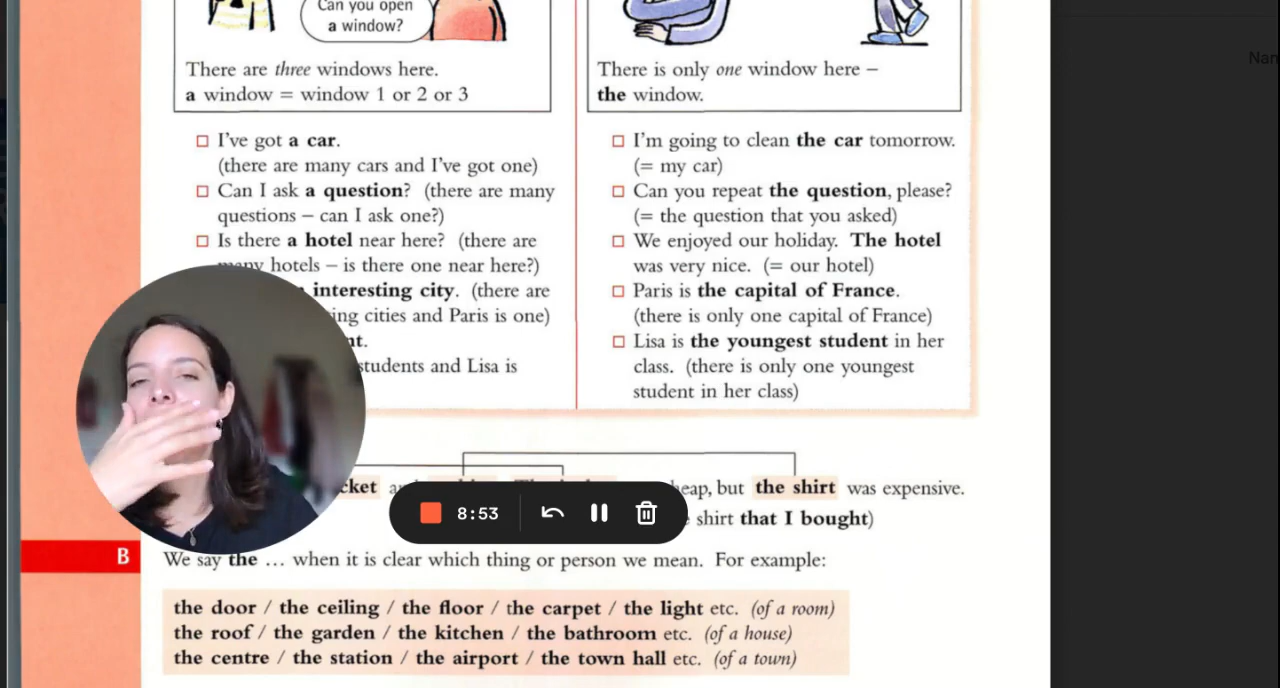 Can you open
a window?
There are three windows here.
a window = window 1 or 2 or 3
I've got a car.
(there are many cars and I've got one)
Can I ask a question? (there are many
questions – can I ask one?)
Is there a hotel near here? (there are
many hotels – is there one near here?)
interesting city. (there are
ing cities and Paris is one)
nt.
students and Lisa is
There is only one window here –
the window.
I'm going to clean the car tomorrow.
(= my car)
Can you repeat the question, please?
(= the question that you asked)
We enjoyed our holiday. The hotel
was very nice. (= our hotel)
Paris is the capital of France.
(there is only one capital of France)
Lisa is the youngest student in her
class. (there is only one youngest
student in her class)
cket heap, but the shirt was expensive.
shirt that I bought)
8:53
B
We say the … when it is clear which thing or person we mean. For example:
the door / the ceiling / the floor / the carpet / the light etc. (of a room)
the roof / the garden / the kitchen / the bathroom etc. (of a house)
the centre / the station / the airport / the town hall etc. (of a town)
Nan